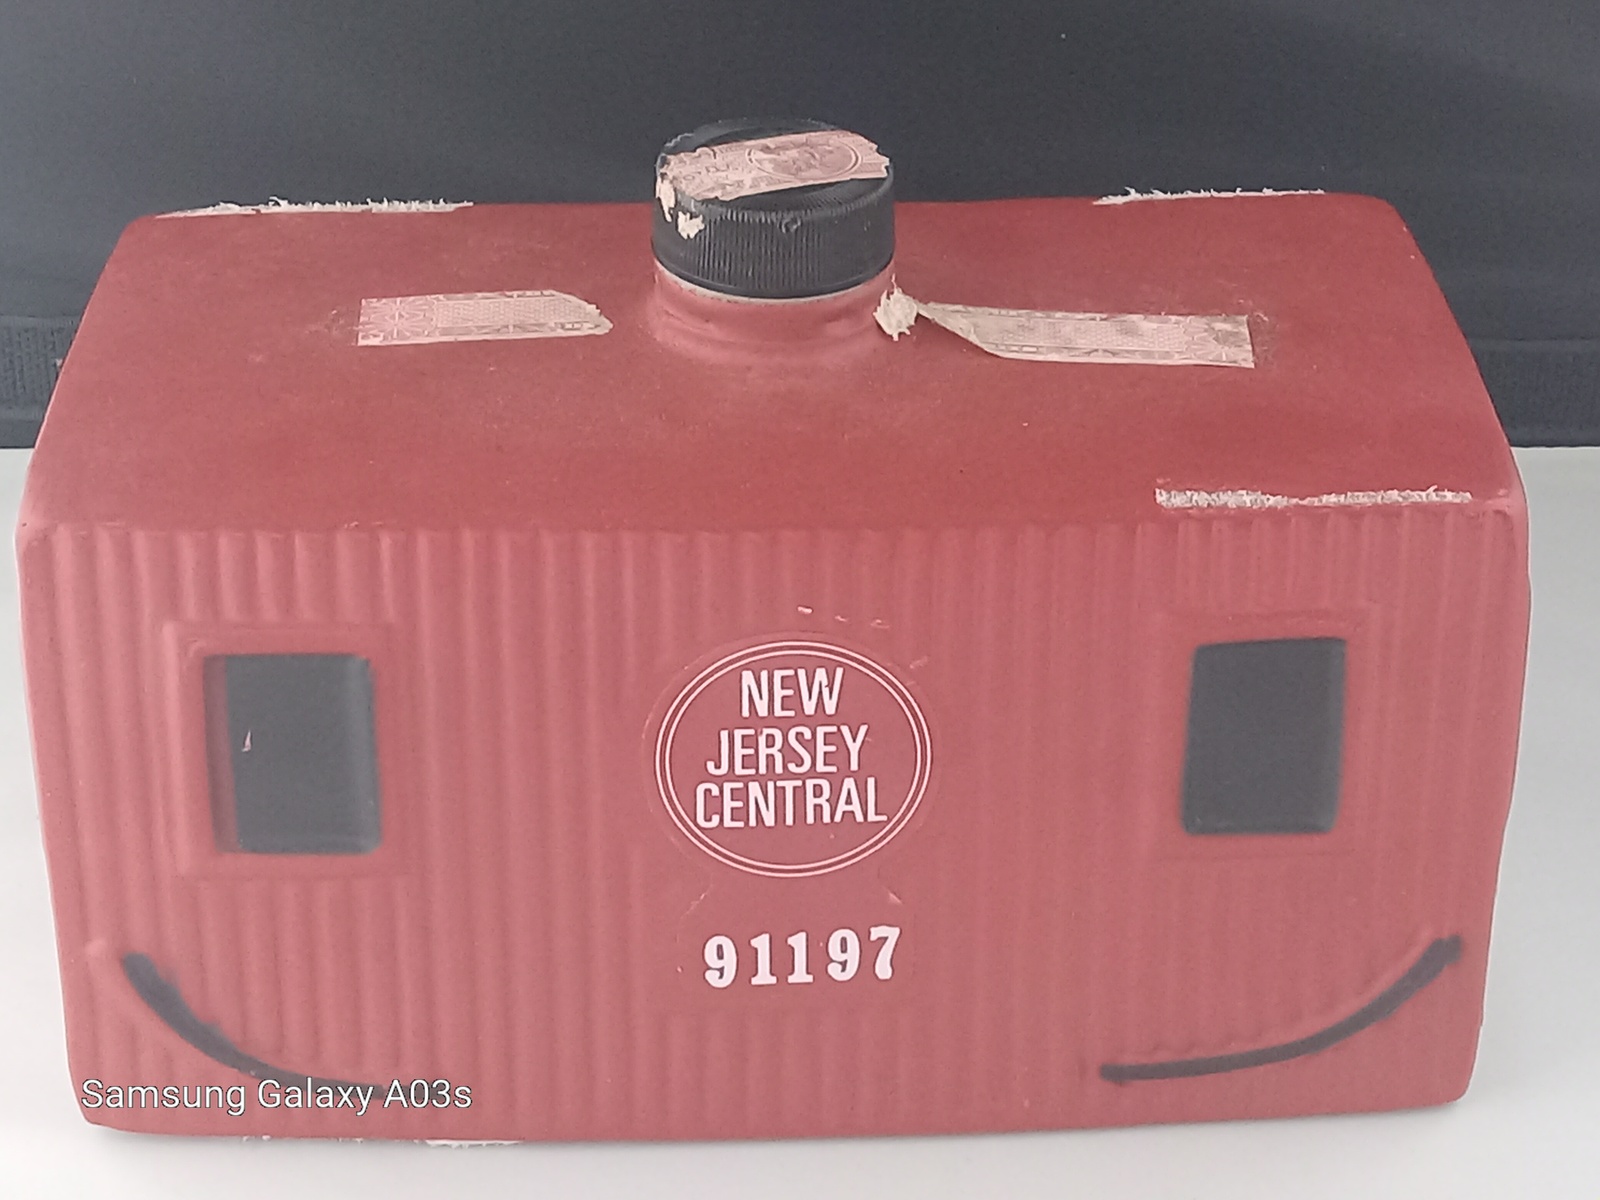 NEW
JERSEY
CENTRAL
91197
Samsung Galaxy A03s